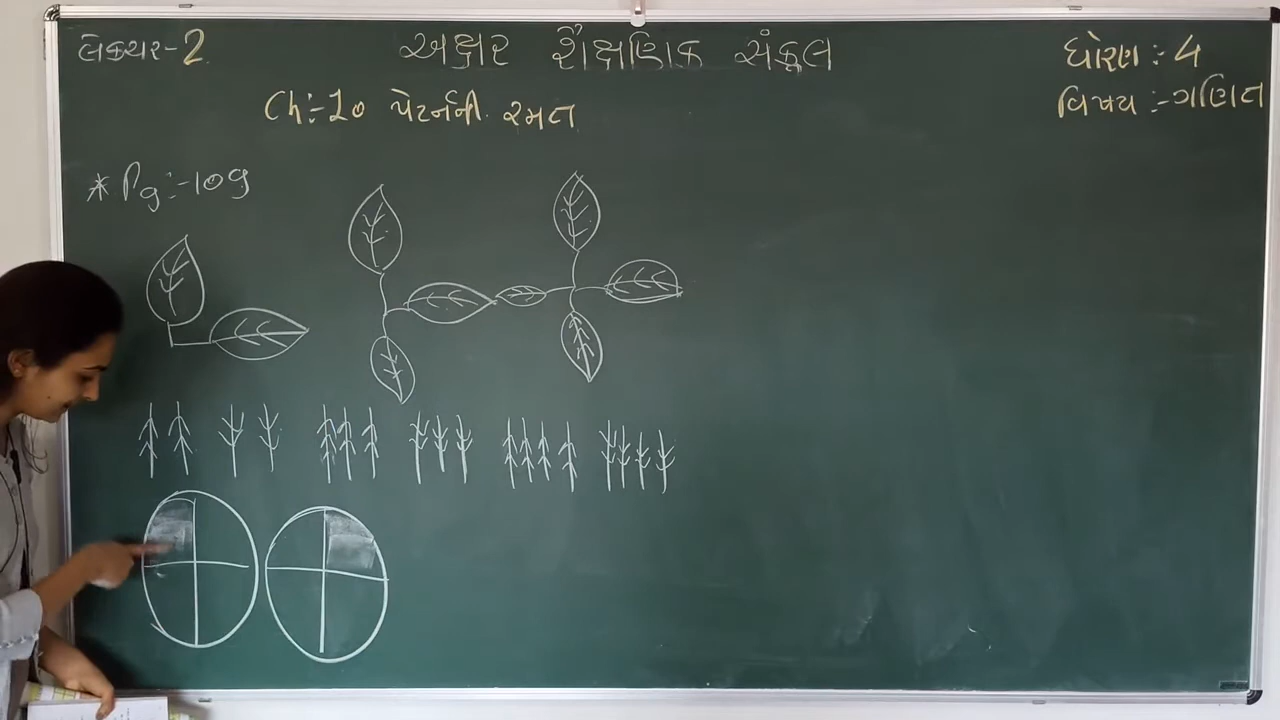 લેક્ચર-2
અક્ષર શૈક્ષણિક સંકૂલ
ધોરણ : 4
વિષય :- ગણિત
Ch:-10 પેટર્નની રમત
* Pg:-109